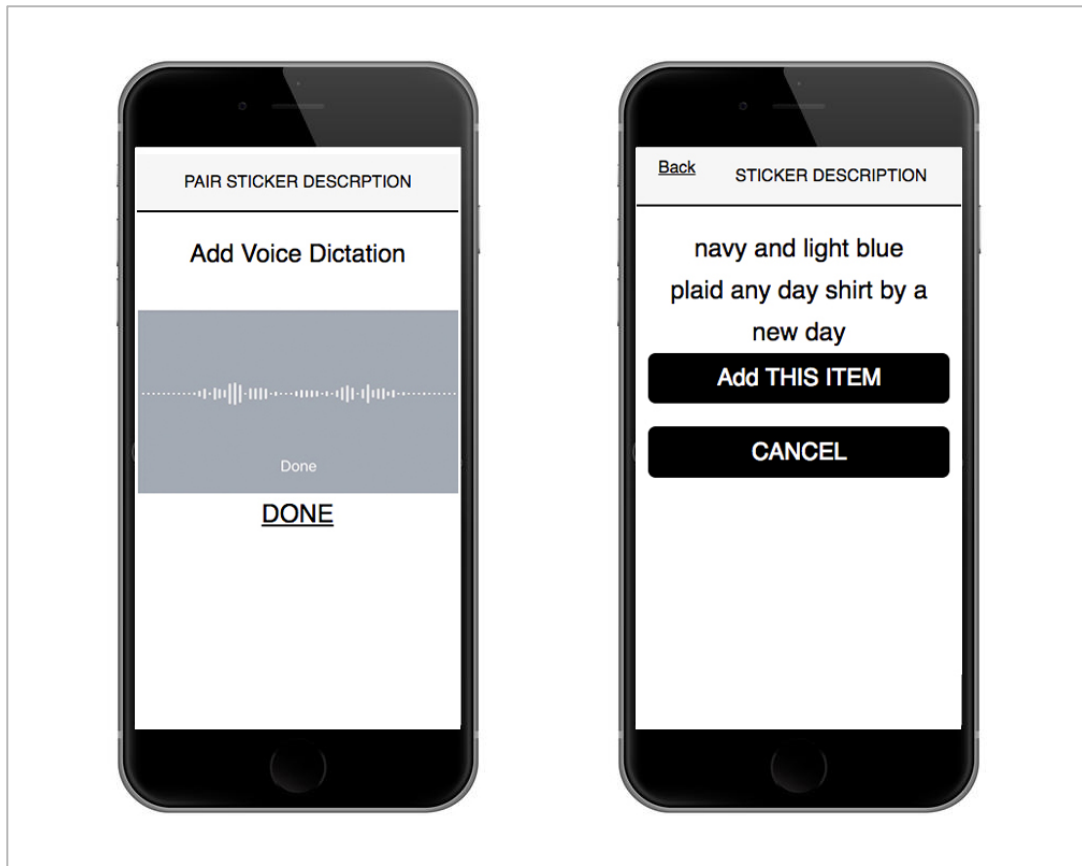 PAIR STICKER DESCRPTION
Add Voice Dictation
Done
DONE
Back
STICKER DESCRIPTION
navy and light blue
plaid any day shirt by a
new day
Add THIS ITEM
CANCEL